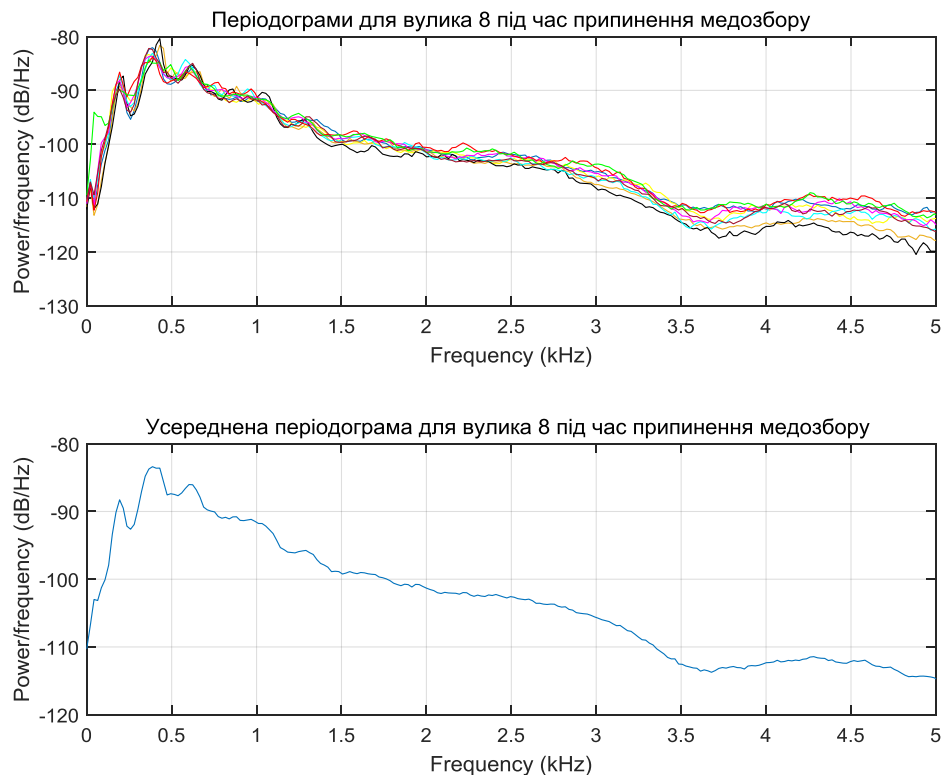 Періодограми для вулика 8 під час припинення медозбору
Power/frequency (dB/Hz)
-80
-90
-100
-110
-120
-130
0 0.5 1 1.5 2 2.5 3 3.5 4 4.5 5
Frequency (kHz)
Усереднена періодограма для вулика 8 під час припинення медозбору
Power/frequency (dB/Hz)
-80
-90
-100
-110
-120
0 0.5 1 1.5 2 2.5 3 3.5 4 4.5 5
Frequency (kHz)